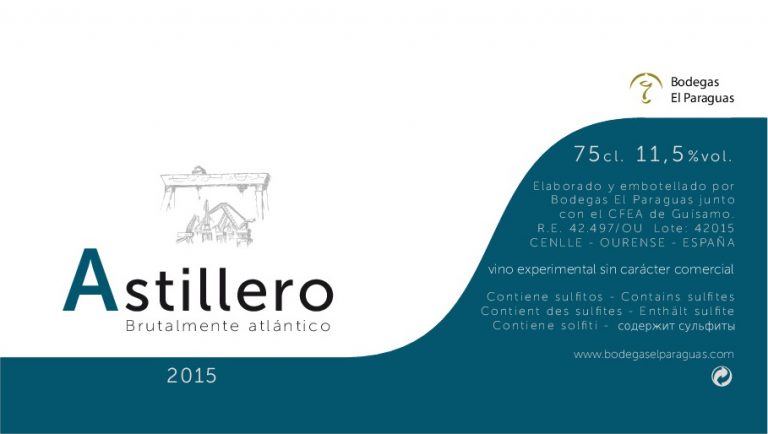 Astillero
Brutalmente atlántico
2015
Bodegas
El Paraguas
75cl. 11,5%vol.
Elaborado y embotellado por
Bodegas El Paraguas junto
con el CFEA de Guísamo.
R.E. 42.497/OU Lote: 42015
CENLLE - OURENSE - ESPAÑA
vino experimental sin carácter comercial
Contiene sulfitos - Contains sulfites
Contient des sulfites - Enthält sulfite
Contiene solfiti - содержит сульфиты
www.bodegaselparaguas.com